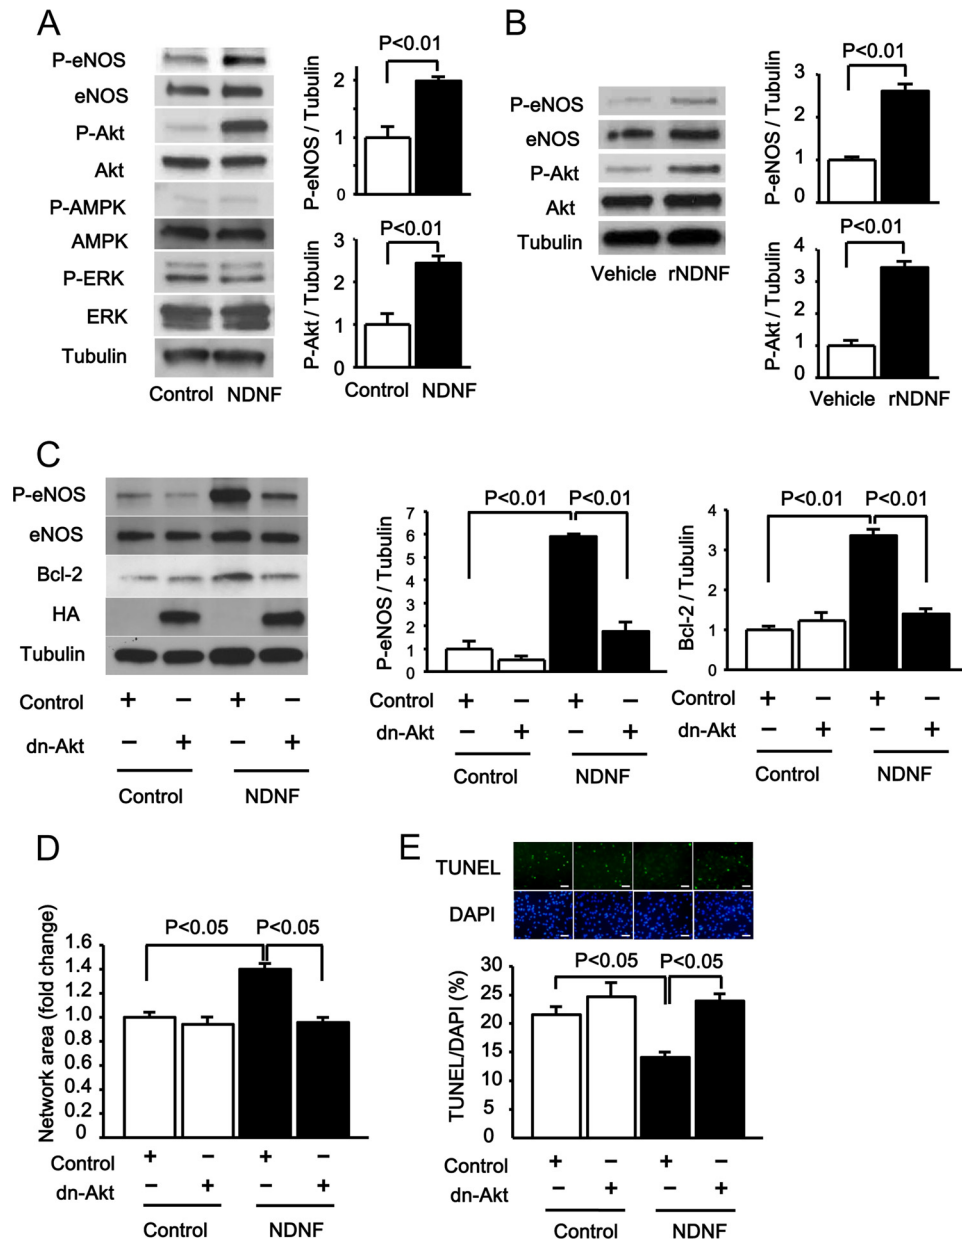 A
P-eNOS
eNOS
P-Akt
Akt
P-AMPK
AMPK
P-ERK
ERK
Tubulin
Control NDNF
P-eNOS / Tubulin
2
1
0
P<0.01
P-Akt / Tubulin
3
2
1
0
P<0.01
Control NDNF
B
P-eNOS
eNOS
P-Akt
Akt
Tubulin
Vehicle rNDNF
P-eNOS / Tubulin
3
2
1
0
P<0.01
P-Akt / Tubulin
4
3
2
1
0
P<0.01
Vehicle rNDNF
C
P-eNOS
eNOS
Bcl-2
HA
Tubulin
Control + − + −
dn-Akt − + − +
Control NDNF
P-eNOS / Tubulin
7
6
5
4
3
2
1
0
P<0.01 P<0.01
Control + − + −
dn-Akt − + − +
Control NDNF
Bcl-2 / Tubulin
4
3
2
1
0
P<0.01 P<0.01
Control + − + −
dn-Akt − + − +
Control NDNF
D
Network area (fold change)
1.6
1.4
1.2
1.0
0.8
0.6
0.4
0.2
0
P<0.05 P<0.05
Control + − + −
dn-Akt − + − +
Control NDNF
E
TUNEL
DAPI
TUNEL/DAPI (%)
30
25
20
15
10
5
0
P<0.05 P<0.05
Control + − + −
dn-Akt − + − +
Control NDNF